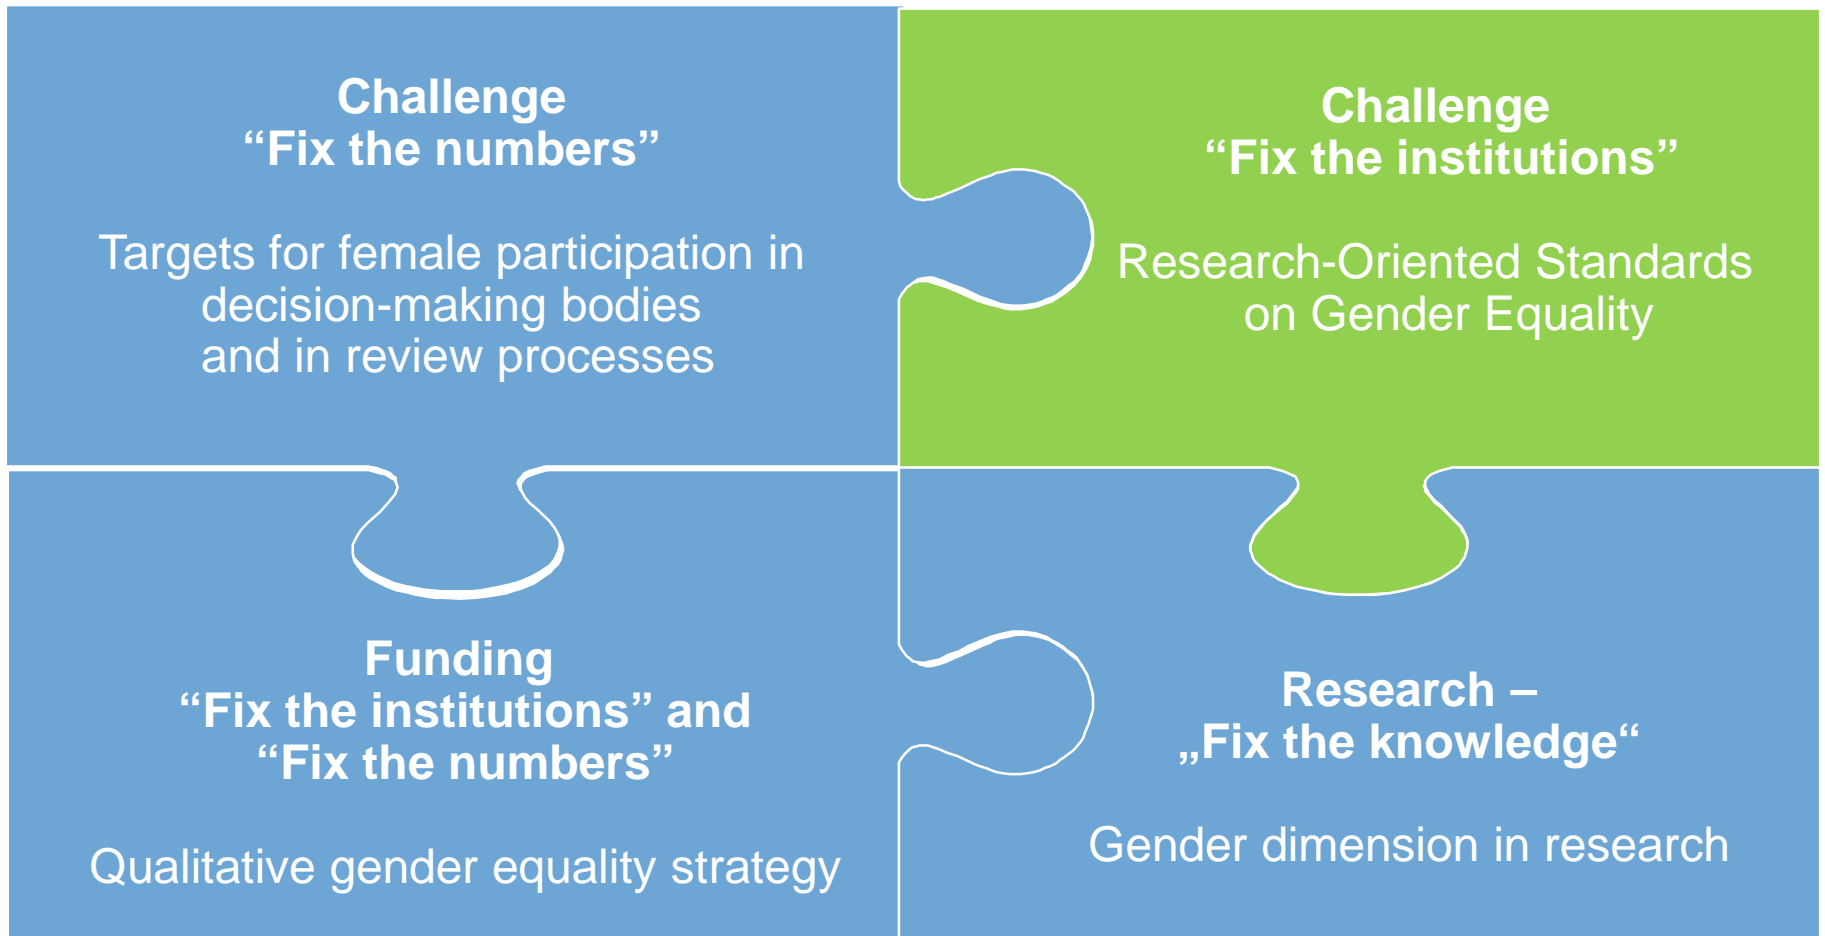 Challenge
“Fix the numbers”
Targets for female participation in
decision-making bodies
and in review processes
Challenge
“Fix the institutions”
Research-Oriented Standards
on Gender Equality
Funding
“Fix the institutions” and
“Fix the numbers”
Qualitative gender equality strategy
Research –
„Fix the knowledge“
Gender dimension in research